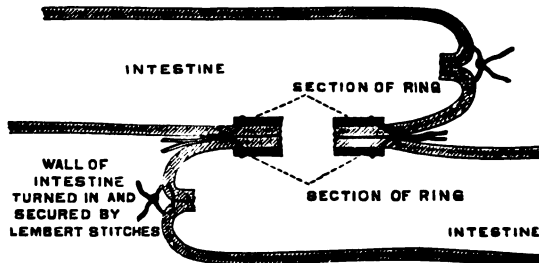 INTESTINE
SECTION OF RING
WALL OF
INTESTINE
TURNED IN AND
SECURED BY
LEMBERT STITCHES
SECTION OF RING
INTESTINE